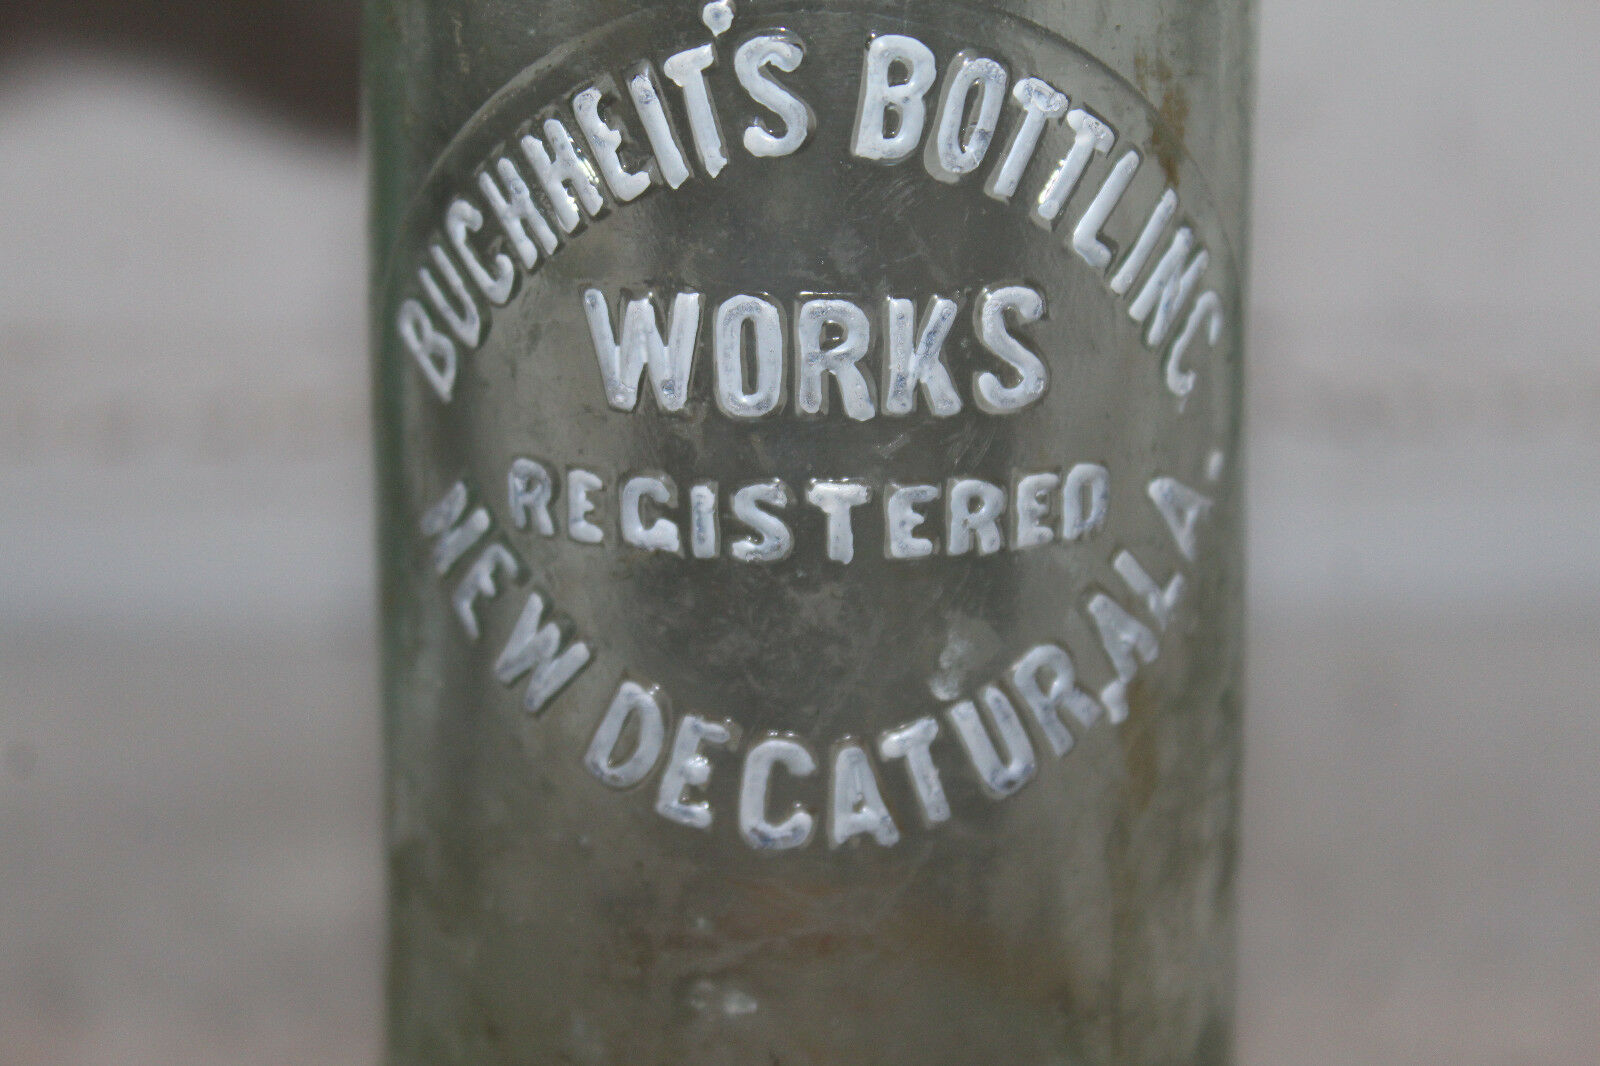 BUCHHEIT'S BOTTLING
WORKS
REGISTERED
NEW DECATUR, ALA.